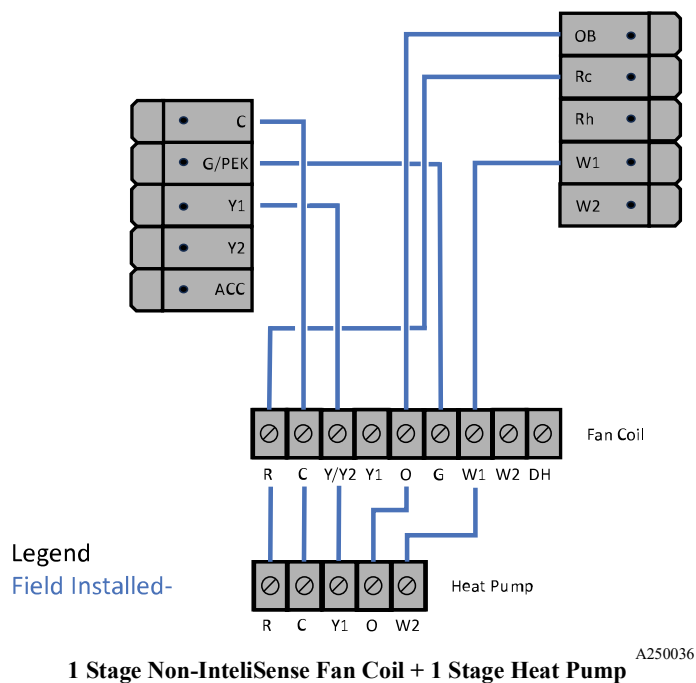 OB
Rc
Rh
W1
W2
C
G/PEK
Y1
Y2
ACC
Fan Coil
R C Y/Y2 Y1 O G W1 W2 DH
Legend
Field Installed-
Heat Pump
R C Y1 O W2
A250036
1 Stage Non-InteliSense Fan Coil + 1 Stage Heat Pump